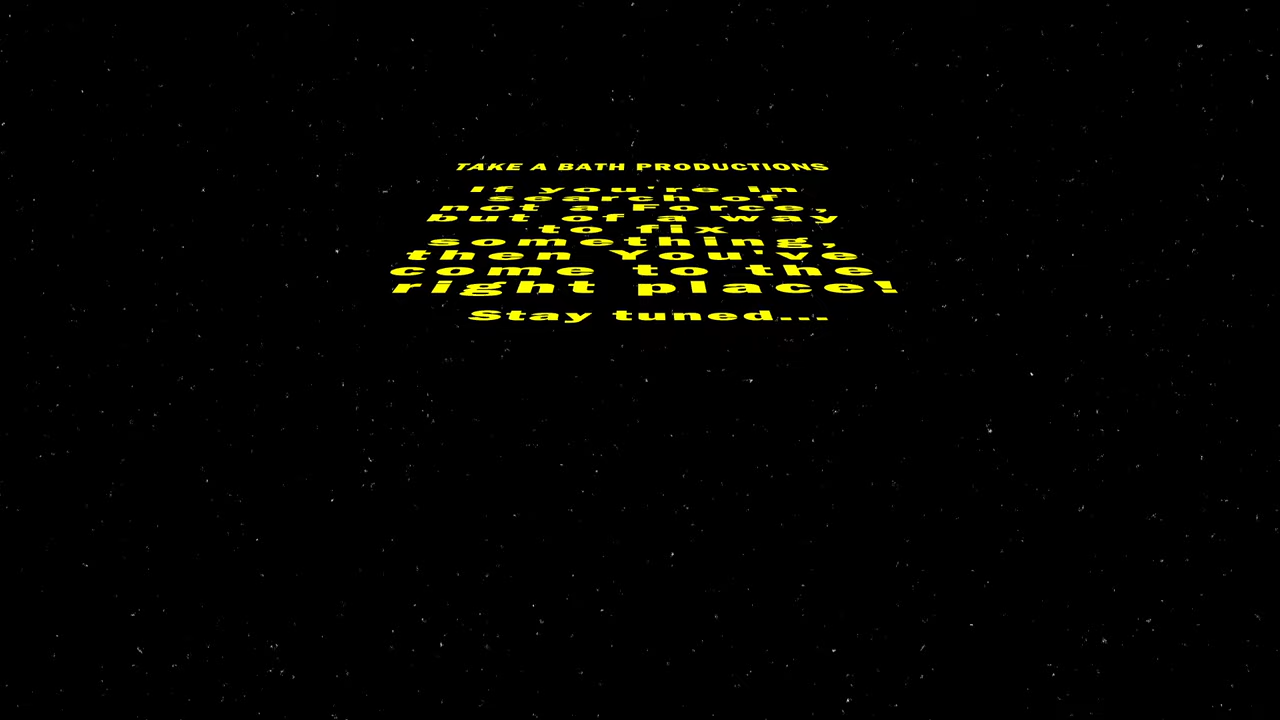 TAKE A BATH PRODUCTIONS
If you're in
search of
not a Force,
but of a way
to fix
something,
then You've
come to the
right place!
Stay tuned...